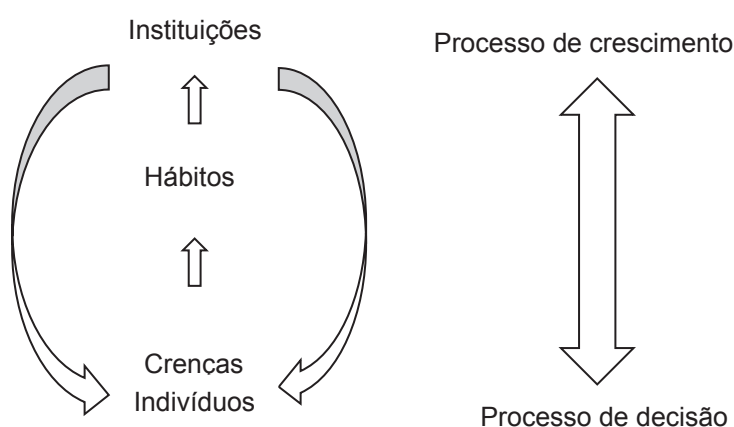 Instituições
Processo de crescimento
Hábitos
Crenças
Indivíduos
Processo de decisão